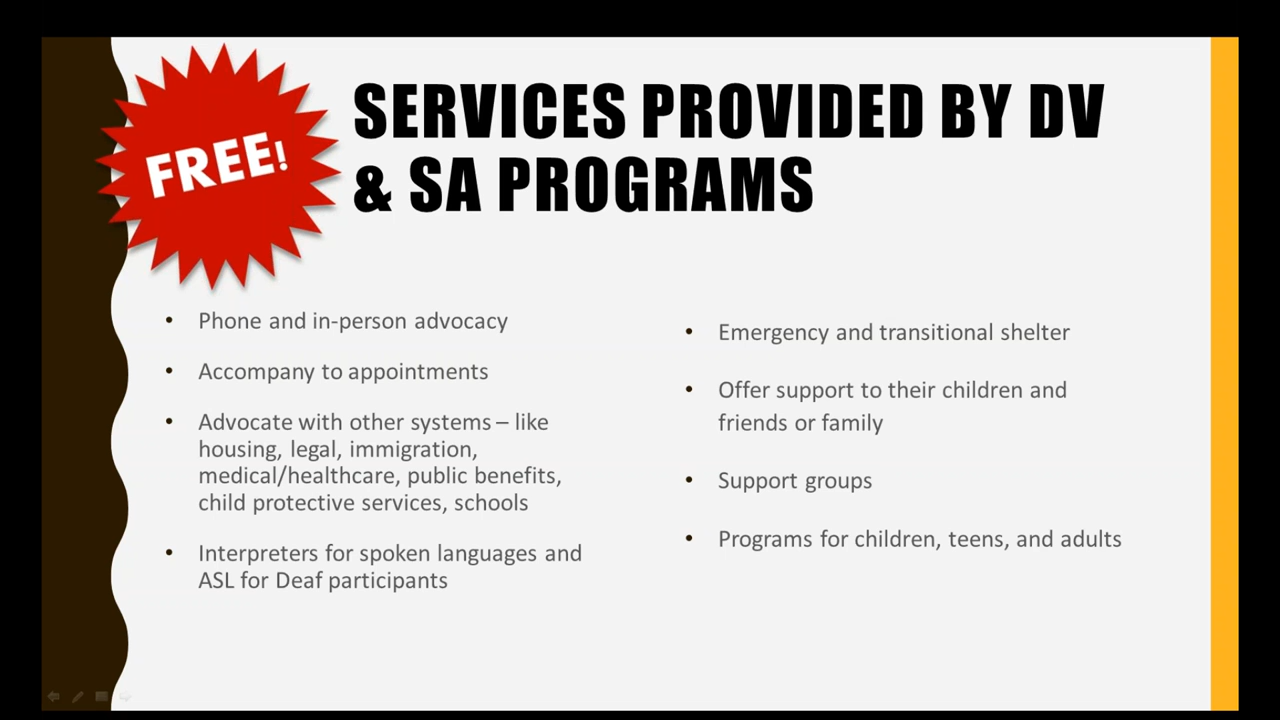 FREE!
SERVICES PROVIDED BY DV
& SA PROGRAMS
• Phone and in-person advocacy
• Accompany to appointments
• Advocate with other systems – like
housing, legal, immigration,
medical/healthcare, public benefits,
child protective services, schools
• Interpreters for spoken languages and
ASL for Deaf participants
• Emergency and transitional shelter
• Offer support to their children and
friends or family
• Support groups
• Programs for children, teens, and adults